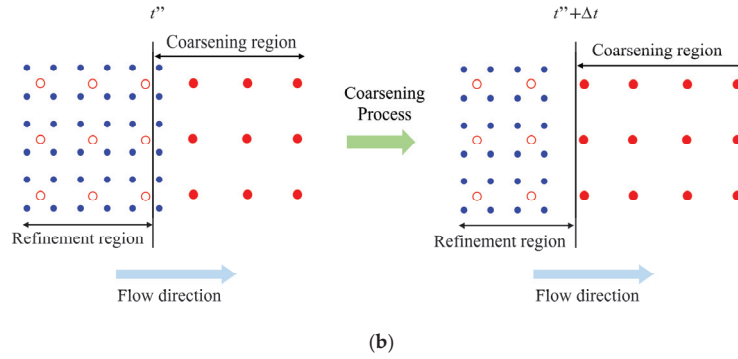 t''
t''+Δt
Coarsening region
Coarsening region
Coarsening
Process
Refinement region
Refinement region
Flow direction
Flow direction
(b)